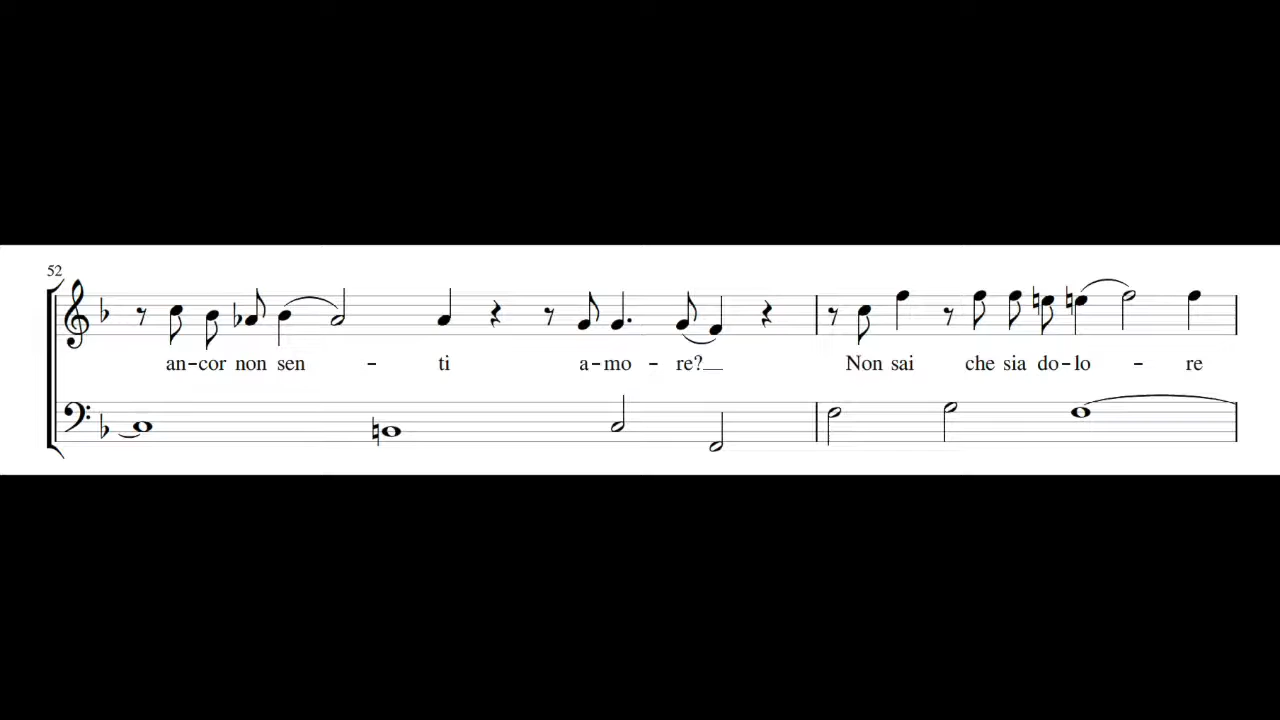 52
an-cor non sen - ti a-mo - re?
Non sai che sia do-lo - re